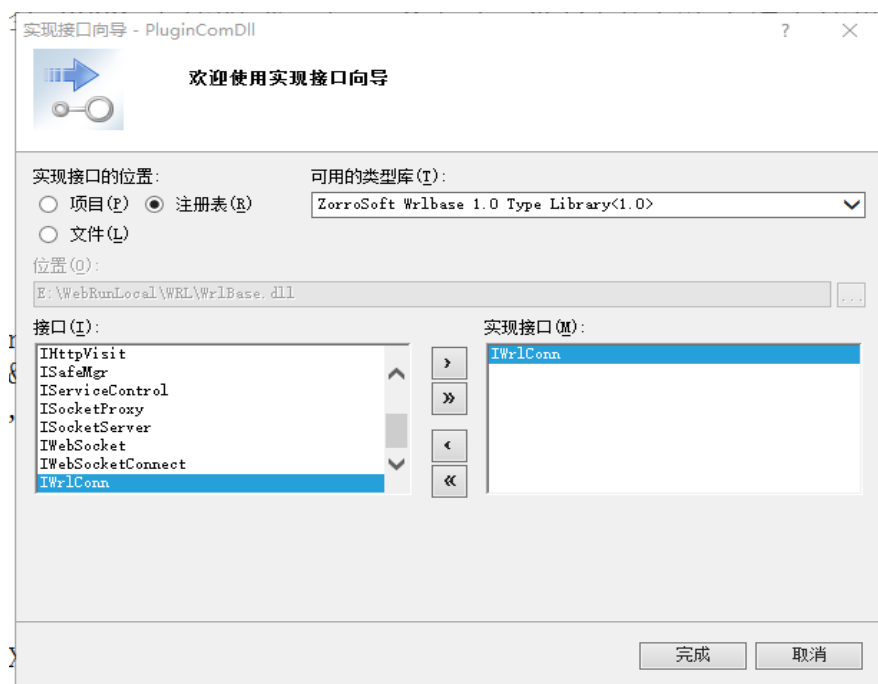 实现接口向导 - PluginComDll
?
欢迎使用实现接口向导
实现接口的位置:
可用的类型库(T):
项目(P)
注册表(R)
ZorroSoft Wrlbase 1.0 Type Library<1.0>
文件(L)
位置(O):
E:\WebRunLocal\WRL\WrlBase.dll
...
接口(I):
实现接口(M):
IHttpVisit
ISafeMgr
IServiceControl
ISocketProxy
ISocketServer
IWebSocket
IWebSocketConnect
IWrlConn
IWrlConn
完成
取消